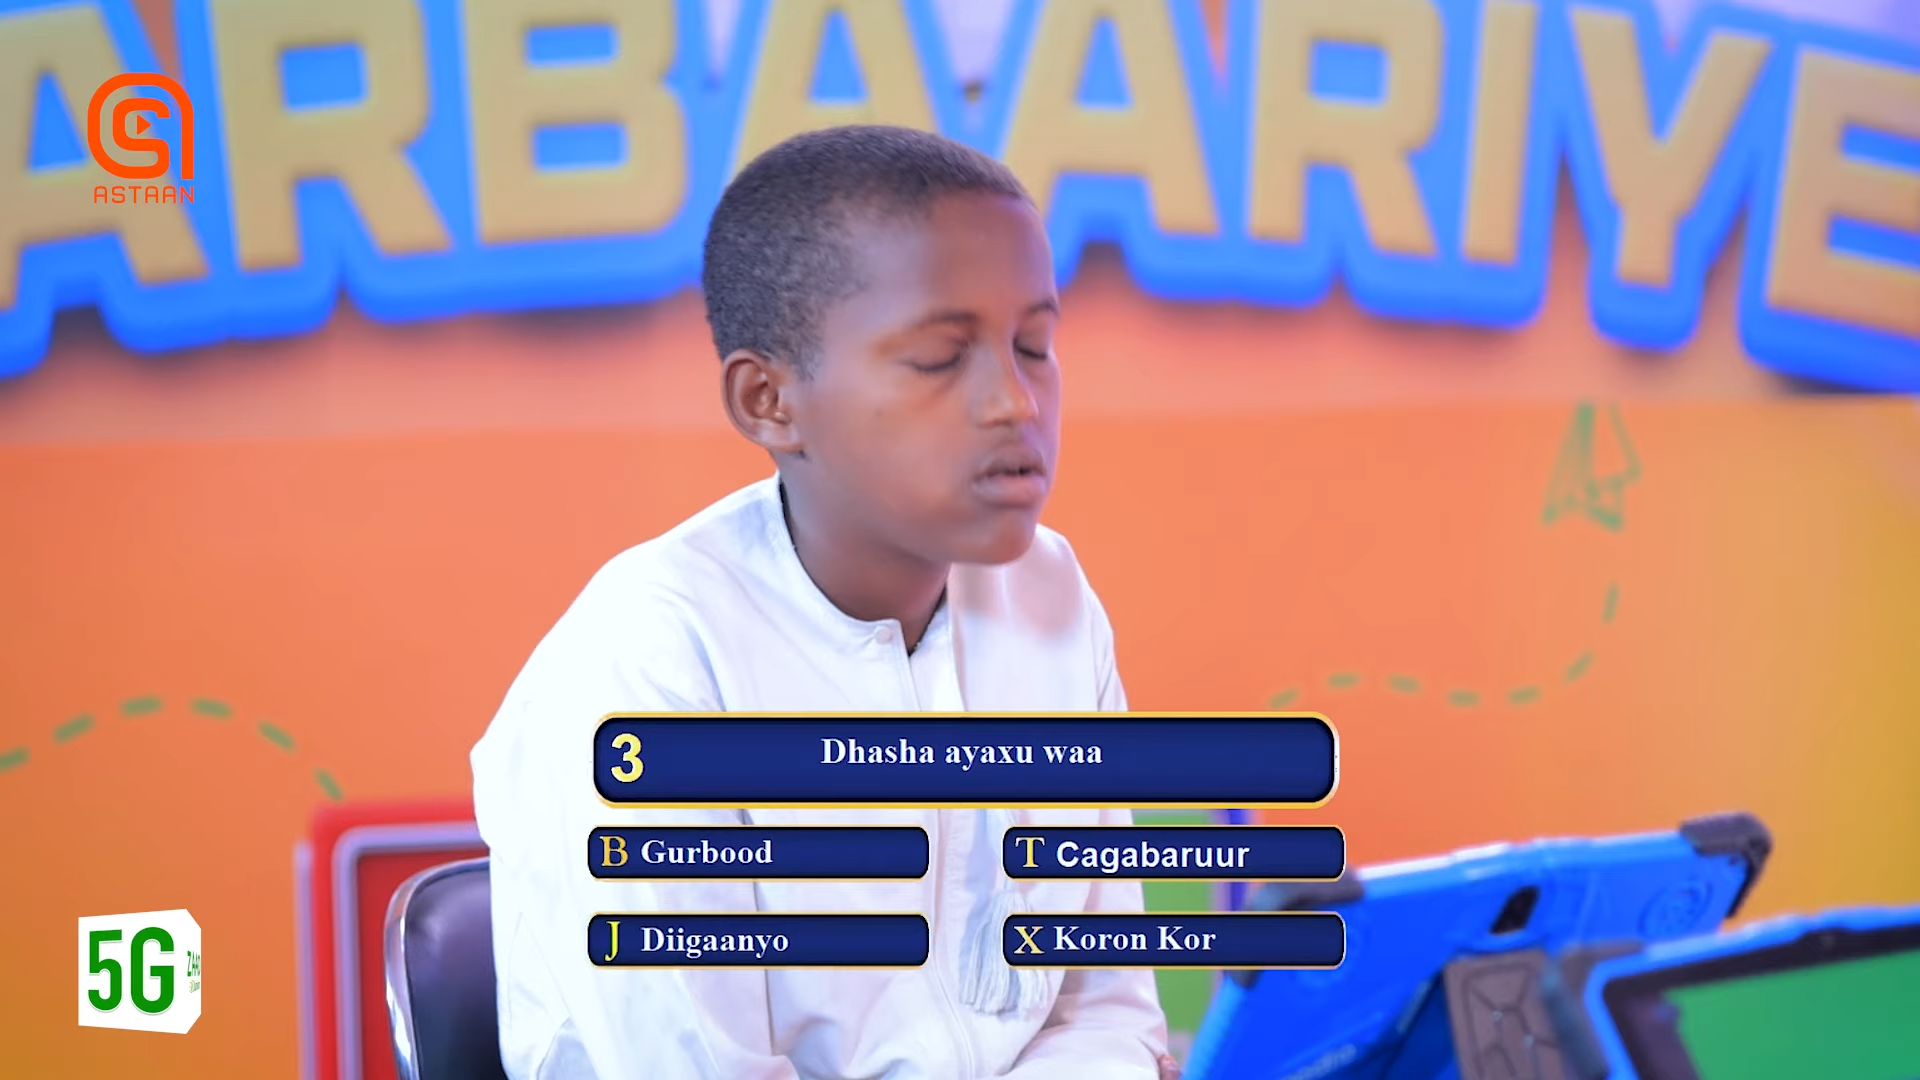 ARBAARIYE
ASTAAN
3 Dhasha ayaxu waa
B Gurbood
T Cagabaruur
J Diigaanyo
X Koron Kor
5G